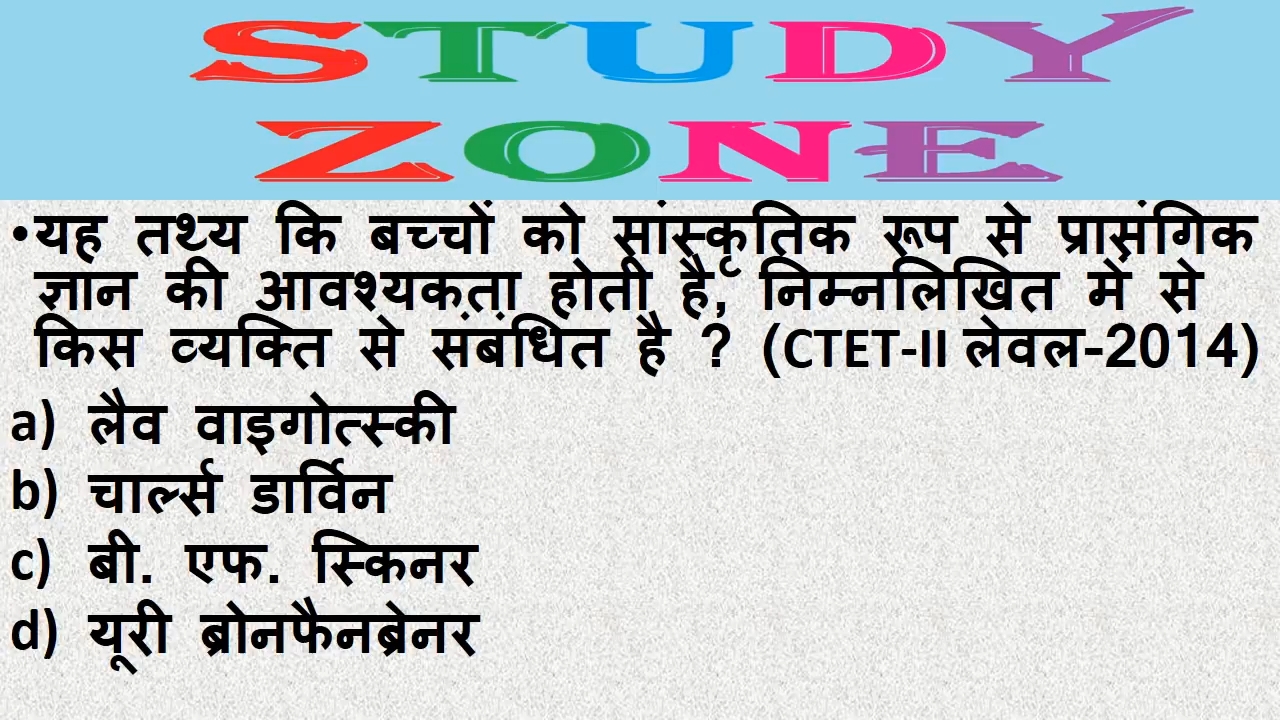 STUDY
ZONE
•यह तथ्य कि बच्चों को सांस्कृतिक रूप से प्रासंगिक
ज्ञान की आवश्यकता होती है, निम्नलिखित में से
किस व्यक्ति से संबंधित है ? (CTET-II लेवल-2014)
a) लैव वाइगोत्स्की
b) चार्ल्स डार्विन
c) बी. एफ. स्किनर
d) यूरी ब्रोनफैनब्रेनर